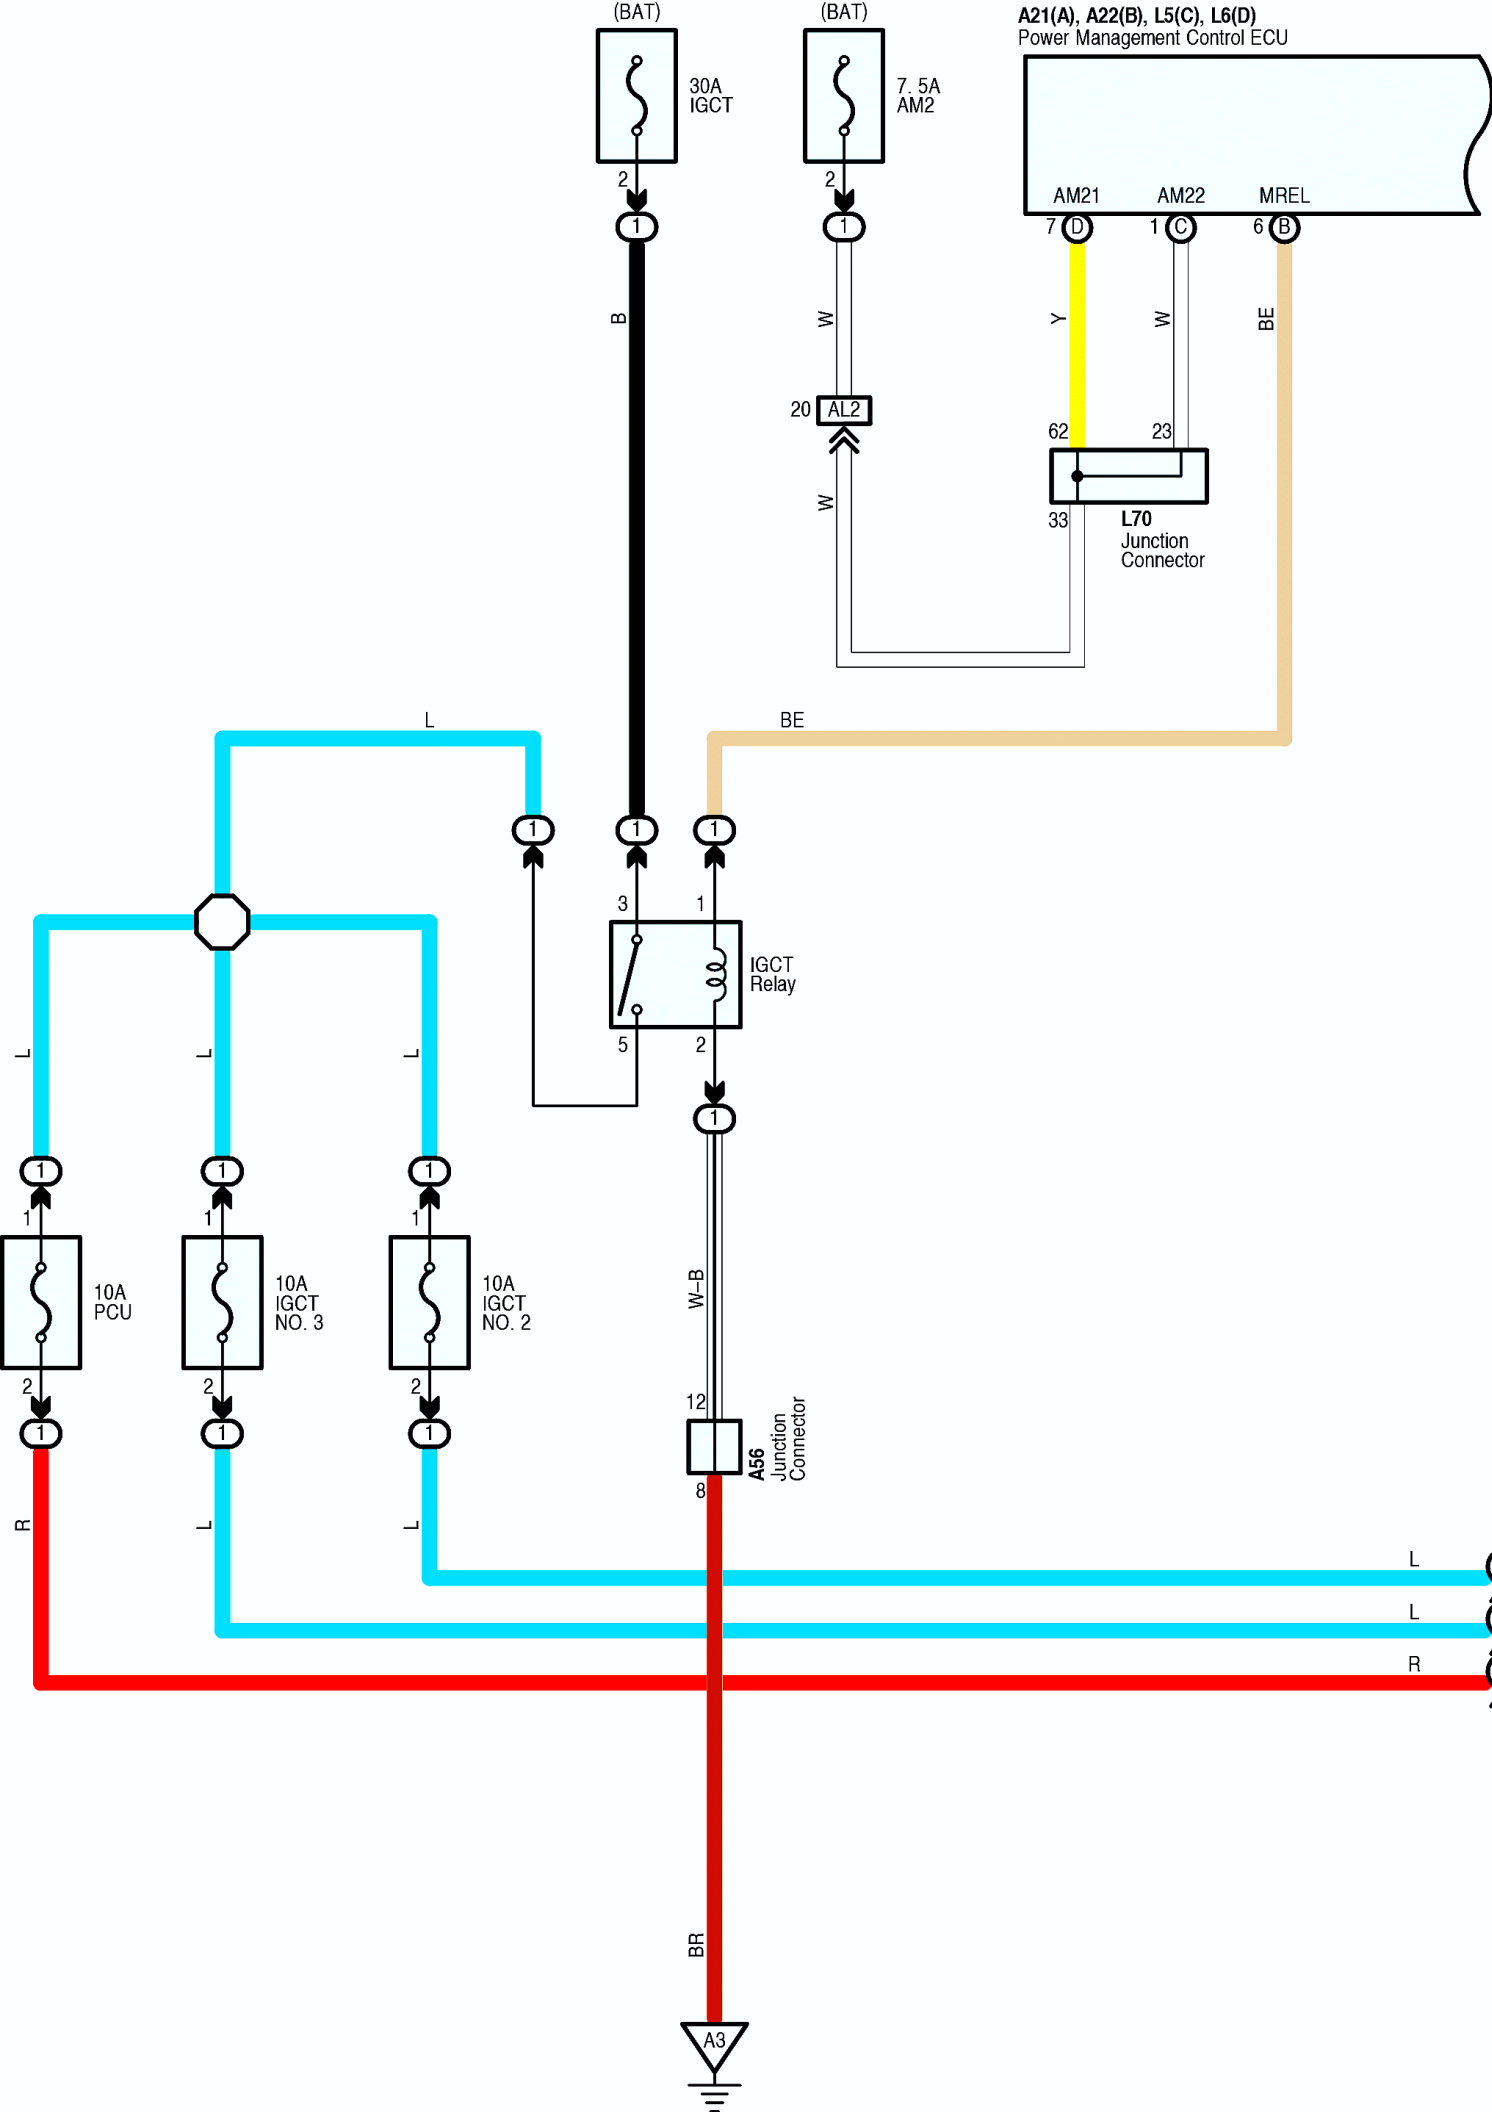 (BAT)
(BAT)
A21(A), A22(B), L5(C), L6(D)
Power Management Control ECU
30A
IGCT
7. 5A
AM2
2
2
AM21
AM22
MREL
1
1
7
D
1
C
6
B
B
W
Y
W
BE
20
AL2
62
23
W
33
L70
Junction
Connector
L
BE
1
1
1
3
1
IGCT
Relay
5
2
L
L
L
1
1
1
1
1
1
1
10A
PCU
10A
IGCT
NO. 3
10A
IGCT
NO. 2
W–B
2
2
2
12
1
1
1
A56
Junction
Connector
8
R
L
L
L
L
R
BR
A3